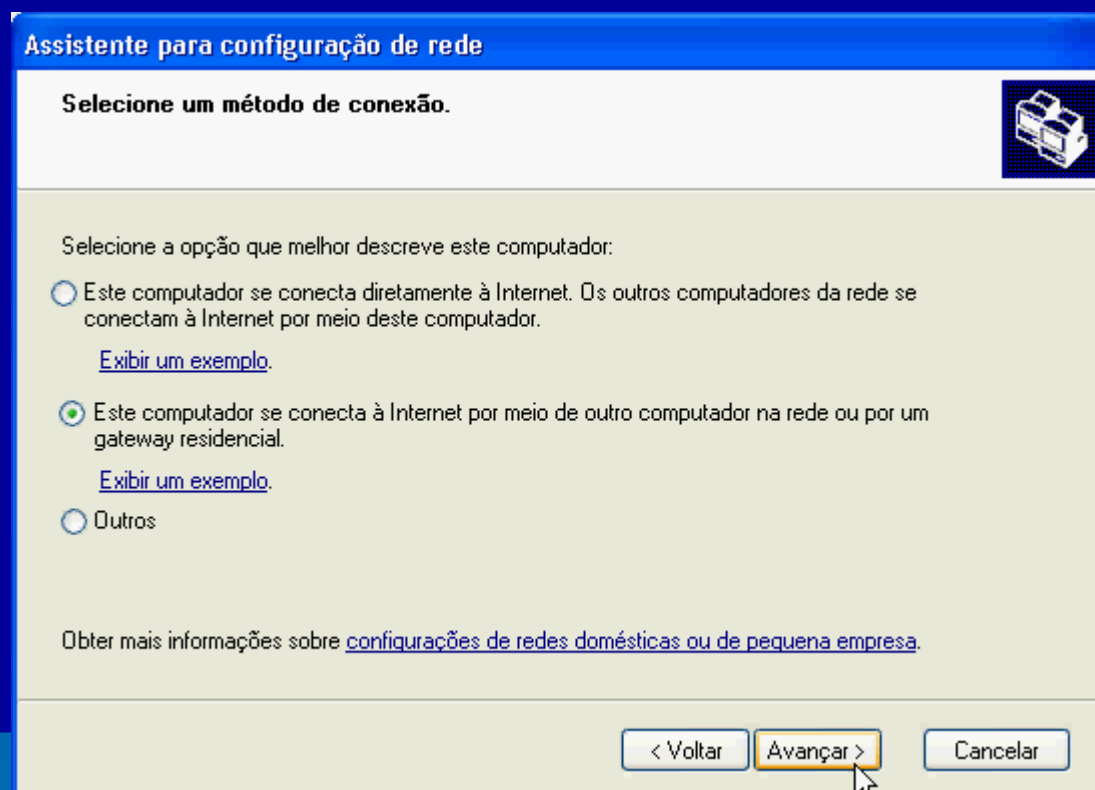 Assistente para configuração de rede
Selecione um método de conexão.
Selecione a opção que melhor descreve este computador:
Este computador se conecta diretamente à Internet. Os outros computadores da rede se
conectam à Internet por meio deste computador.
Exibir um exemplo.
Este computador se conecta à Internet por meio de outro computador na rede ou por um
gateway residencial.
Exibir um exemplo.
Outros
Obter mais informações sobre configurações de redes domésticas ou de pequena empresa.
< Voltar Avançar > Cancelar